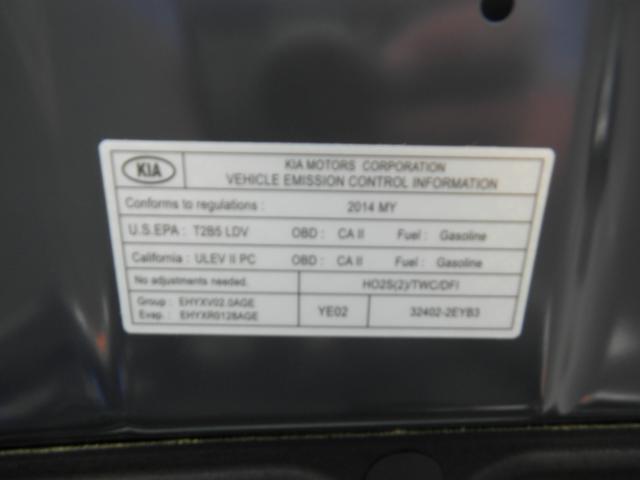 KIA
KIA MOTORS CORPORATION
VEHICLE EMISSION CONTROL INFORMATION
Conforms to regulations : 2014 MY
U.S.EPA : T2B5 LDV OBD : CA II Fuel : Gasoline
California : ULEV II PC OBD : CA II Fuel : Gasoline
No adjustments needed. HO2S(2)/TWC/DFI
Group : EHYXV02.0AGE
Evap. : EHYXR0128AGE
YE02
32402-2EYB3